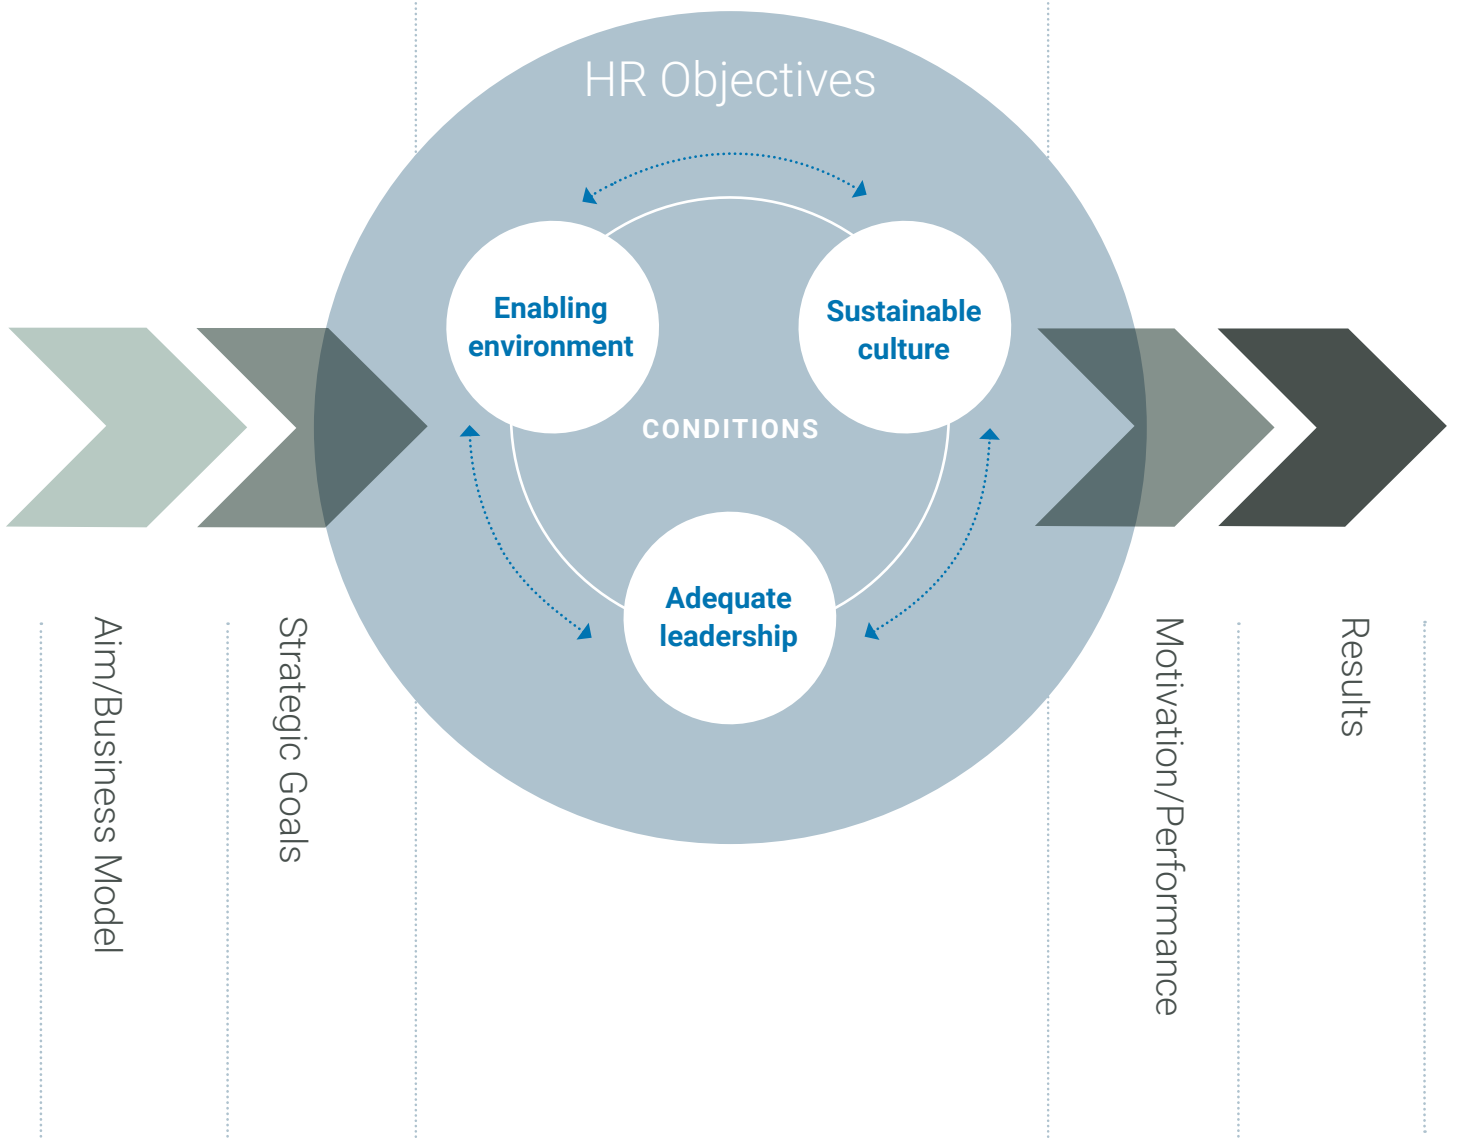 HR Objectives
Enabling
environment
Sustainable
culture
CONDITIONS
Adequate
leadership
Aim/Business Model
Strategic Goals
Motivation/Performance
Results